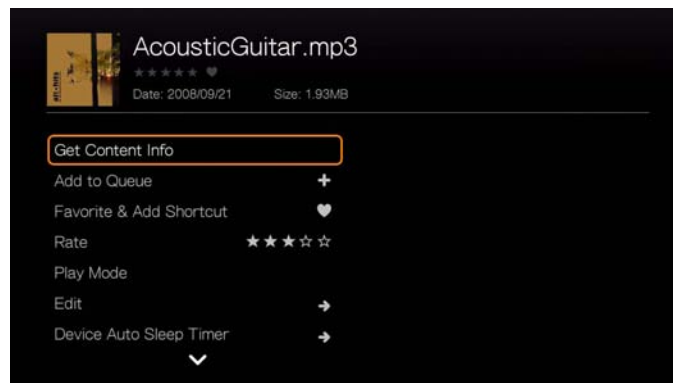 AcousticGuitar.mp3
Date: 2008/09/21 Size: 1.93MB
Get Content Info
Add to Queue
Favorite & Add Shortcut
Rate
Play Mode
Edit
Device Auto Sleep Timer